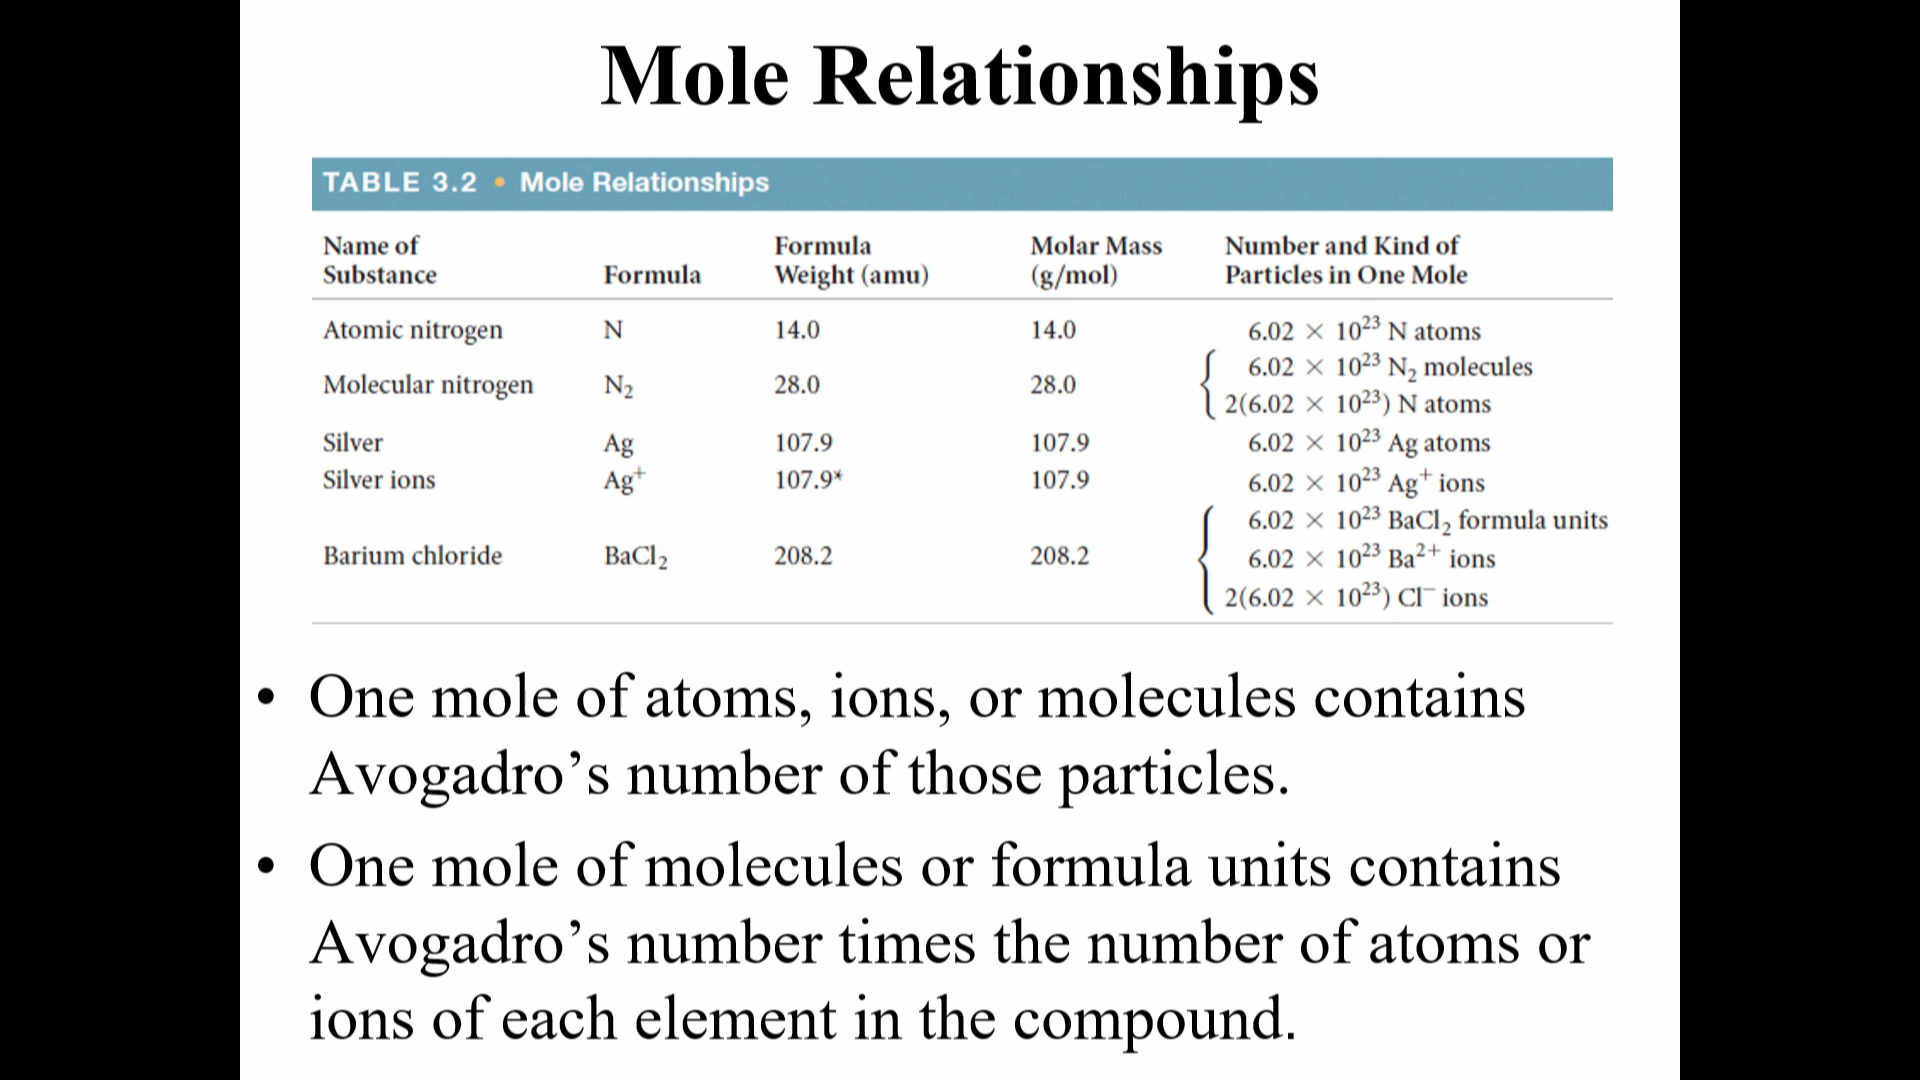 Mole Relationships
TABLE 3.2 • Mole Relationships
Name of Substance Formula Formula Weight (amu) Molar Mass (g/mol) Number and Kind of Particles in One Mole
Atomic nitrogen N 14.0 14.0 6.02 × 10²³ N atoms
Molecular nitrogen N₂ 28.0 28.0 { 6.02 × 10²³ N₂ molecules
2(6.02 × 10²³) N atoms
Silver Ag 107.9 107.9 6.02 × 10²³ Ag atoms
Silver ions Ag⁺ 107.9* 107.9 6.02 × 10²³ Ag⁺ ions
Barium chloride BaCl₂ 208.2 208.2 { 6.02 × 10²³ BaCl₂ formula units
6.02 × 10²³ Ba²⁺ ions
2(6.02 × 10²³) Cl⁻ ions
• One mole of atoms, ions, or molecules contains
Avogadro’s number of those particles.
• One mole of molecules or formula units contains
Avogadro’s number times the number of atoms or
ions of each element in the compound.